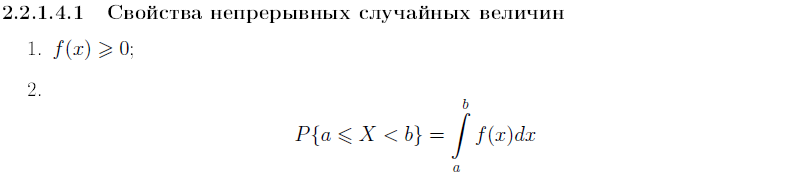 2.2.1.4.1 Свойства непрерывных случайных величин
1. f(x) ⩾ 0;
2.
P{a ⩽ X < b} = ∫_a^b f(x)dx